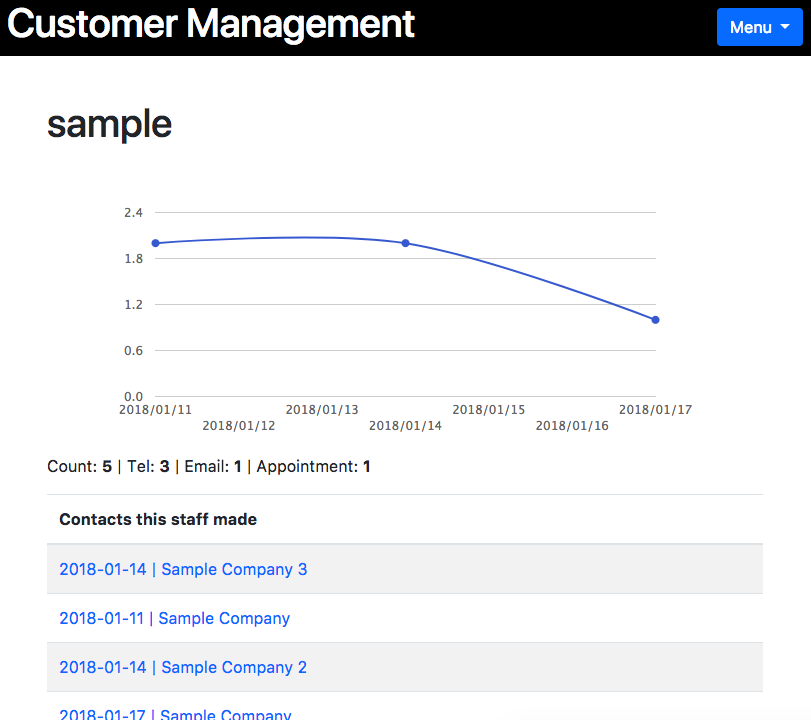 Customer Management
Menu
sample
2.4
1.8
1.2
0.6
0.0
2018/01/11
2018/01/12
2018/01/13
2018/01/14
2018/01/15
2018/01/16
2018/01/17
Count: 5 | Tel: 3 | Email: 1 | Appointment: 1
Contacts this staff made
2018-01-14 | Sample Company 3
2018-01-11 | Sample Company
2018-01-14 | Sample Company 2
2018-01-17 | Sample Company